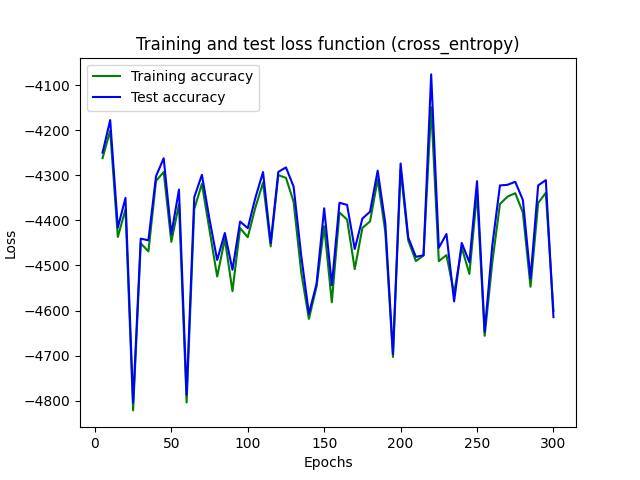 Training and test loss function (cross_entropy)
Training accuracy
Test accuracy
−4100
−4200
−4300
−4400
−4500
−4600
−4700
−4800
Loss
0 50 100 150 200 250 300
Epochs